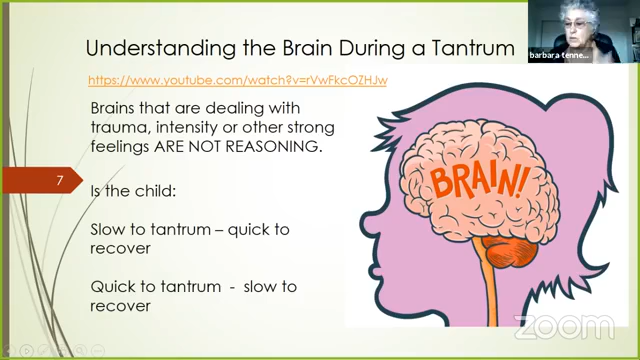 Understanding the Brain During a Tantrum
barbara tenne...
https://www.youtube.com/watch?v=rVwFkcOZHJw
Brains that are dealing with
trauma, intensity or other strong
feelings ARE NOT REASONING.
7
Is the child:
Slow to tantrum – quick to
recover
Quick to tantrum - slow to
recover
BRAIN!
zoom